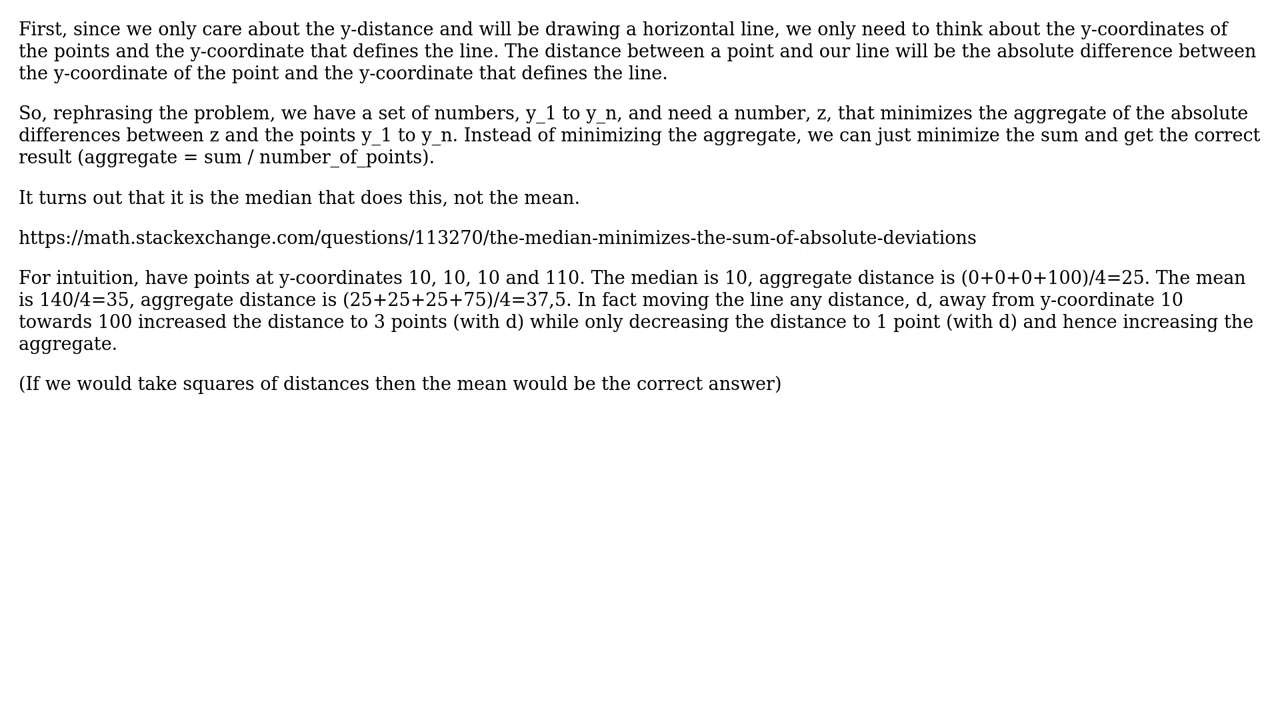 First, since we only care about the y-distance and will be drawing a horizontal line, we only need to think about the y-coordinates of
the points and the y-coordinate that defines the line. The distance between a point and our line will be the absolute difference between
the y-coordinate of the point and the y-coordinate that defines the line.
So, rephrasing the problem, we have a set of numbers, y_1 to y_n, and need a number, z, that minimizes the aggregate of the absolute
differences between z and the points y_1 to y_n. Instead of minimizing the aggregate, we can just minimize the sum and get the correct
result (aggregate = sum / number_of_points).
It turns out that it is the median that does this, not the mean.
https://math.stackexchange.com/questions/113270/the-median-minimizes-the-sum-of-absolute-deviations
For intuition, have points at y-coordinates 10, 10, 10 and 110. The median is 10, aggregate distance is (0+0+0+100)/4=25. The mean
is 140/4=35, aggregate distance is (25+25+25+75)/4=37,5. In fact moving the line any distance, d, away from y-coordinate 10
towards 100 increased the distance to 3 points (with d) while only decreasing the distance to 1 point (with d) and hence increasing the
aggregate.
(If we would take squares of distances then the mean would be the correct answer)